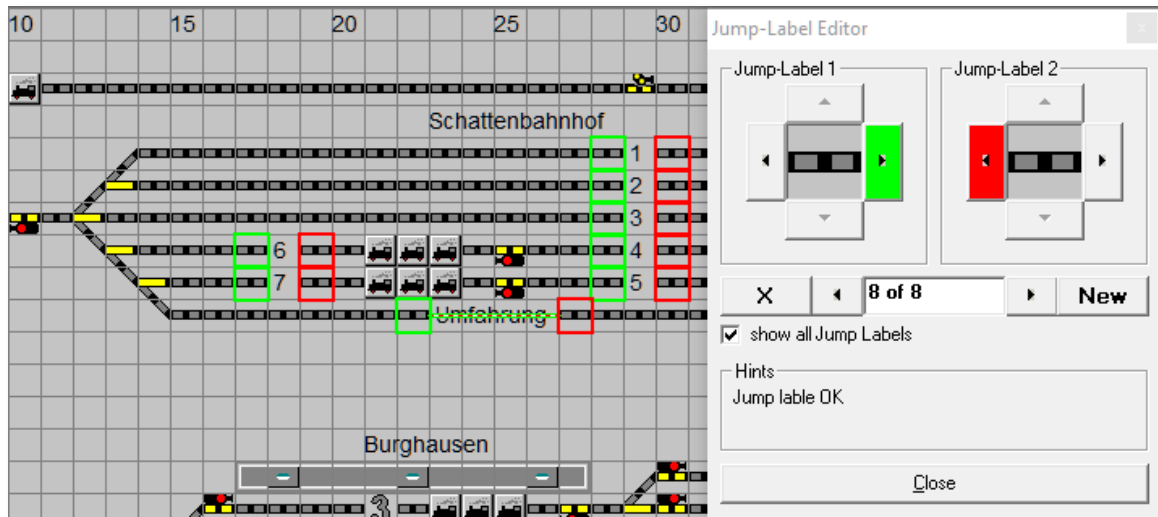 10 15 20 25 30
Schattenbahnhof
1
2
3
6 4
7 5
Umfahrung
Burghausen
3
Jump-Label Editor
Jump-Label 1 Jump-Label 2
X 8 of 8 New
show all Jump Labels
Hints
Jump lable OK
Close